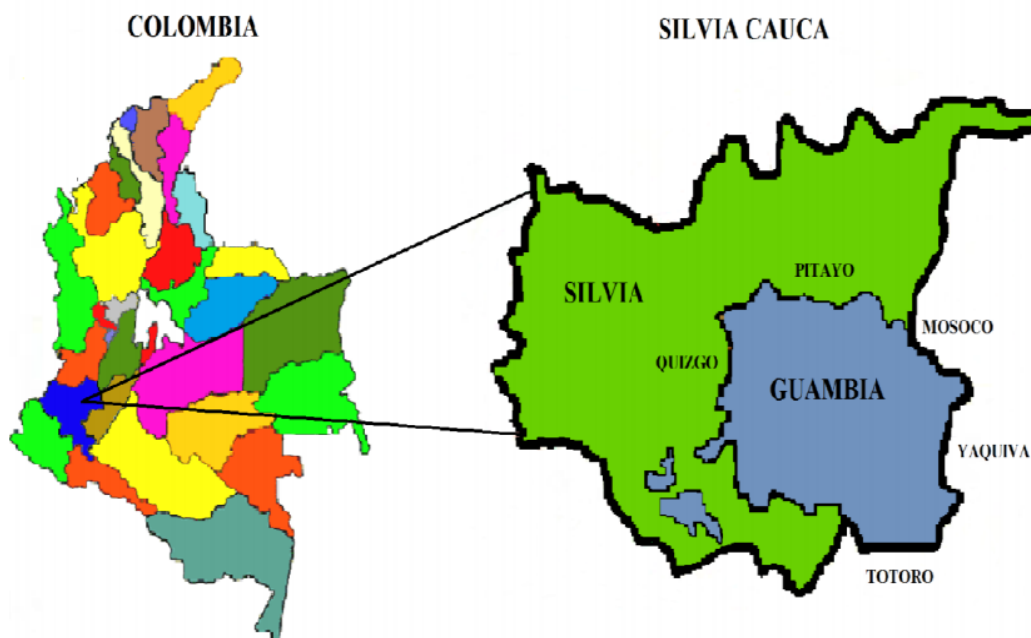 COLOMBIA
SILVIA CAUCA
PITAYO
SILVIA
MOSOCO
QUIZGO
GUAMBIA
YAQUIVA
TOTORO